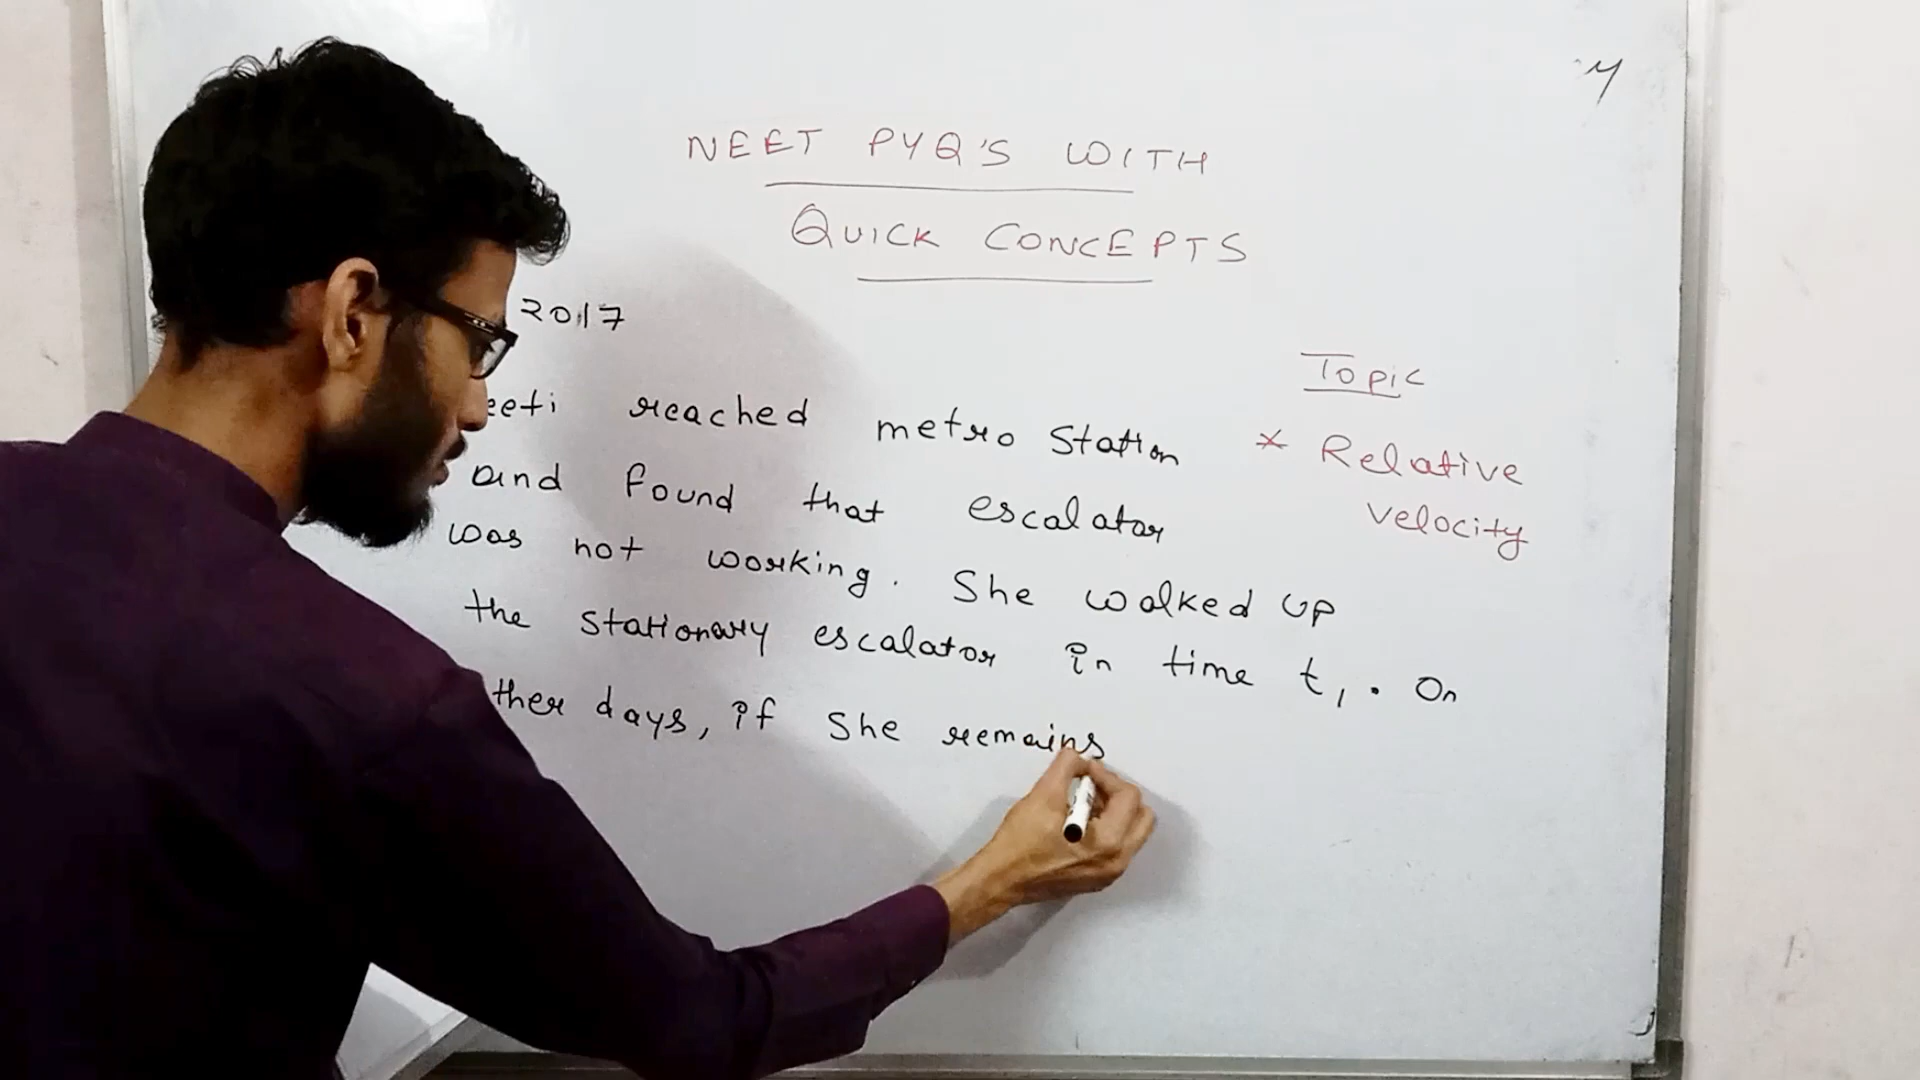 NEET PYQ'S WITH
QUICK CONCEPTS
2017
Topic
* Relative
velocity
eeti reached metro Station
and found that escalator
was not working. She walked up
the stationary escalator in time t₁. On
ther days, if She remains